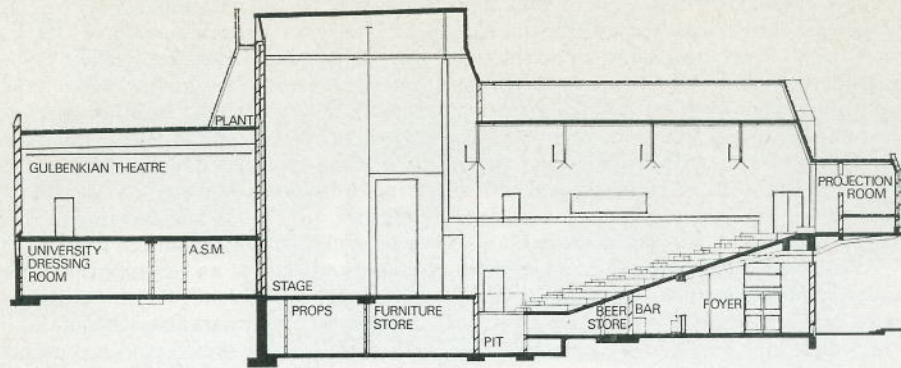 PLANT
GULBENKIAN THEATRE
PROJECTION
ROOM
UNIVERSITY
DRESSING
ROOM
A.S.M.
STAGE
PROPS
FURNITURE
STORE
PIT
BEER
STORE
BAR
FOYER